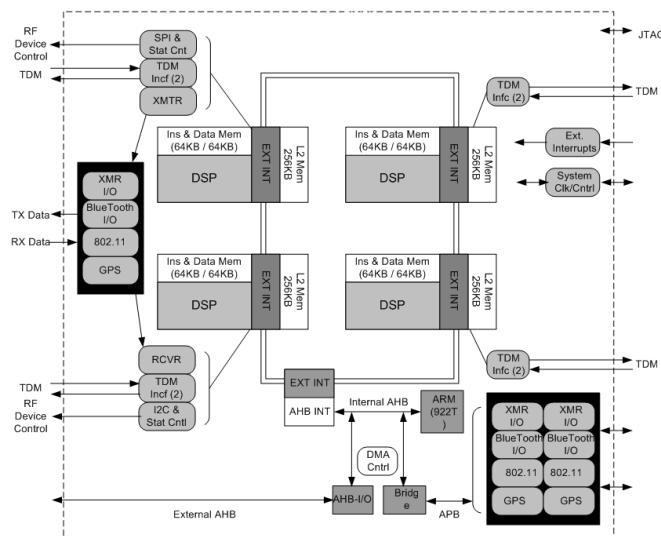 RF
Device
Control
SPI &
Stat Cnt
TDM
TDM
Incf (2)
XMTR
JTAG
TDM
Infc (2)
TDM
Ext.
Interrupts
System
Clk/Cntrl
Ins & Data Mem
(64KB / 64KB)
DSP
EXT INT
L2 Mem
256KB
Ins & Data Mem
(64KB / 64KB)
DSP
EXT INT
L2 Mem
256KB
XMR
I/O
BlueTooth
I/O
802.11
GPS
TX Data
RX Data
Ins & Data Mem
(64KB / 64KB)
DSP
EXT INT
L2 Mem
256KB
Ins & Data Mem
(64KB / 64KB)
DSP
EXT INT
L2 Mem
256KB
RCVR
TDM
Incf (2)
I2C &
Stat Cntl
TDM
RF
Device
Control
TDM
Infc (2)
TDM
EXT INT
AHB INT
Internal AHB
ARM
(922T
)
DMA
Cntrl
AHB-I/O
Bridg
e
External AHB
APB
XMR
I/O
XMR
I/O
BlueTooth
I/O
BlueTooth
I/O
802.11
802.11
GPS
GPS